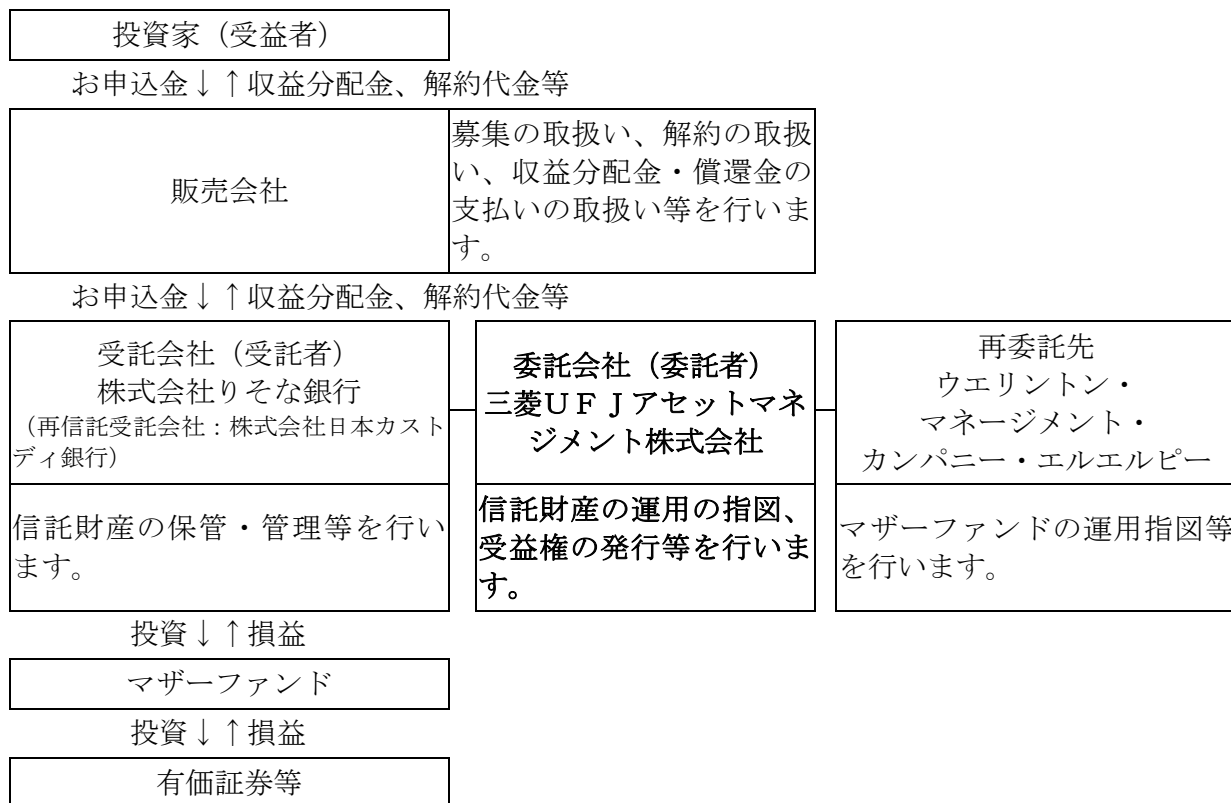 投資家（受益者）
お申込金↓↑収益分配金、解約代金等
販売会社
募集の取扱い、解約の取扱
い、収益分配金・償還金の
支払いの取扱い等を行いま
す。
お申込金↓↑収益分配金、解約代金等
受託会社（受託者）
株式会社りそな銀行
（再信託受託会社：株式会社日本カスト
ディ銀行）
委託会社（委託者）
三菱ＵＦＪアセットマネ
ジメント株式会社
再委託先
ウエリントン・
マネージメント・
カンパニー・エルエルピー
信託財産の保管・管理等を行い
ます。
信託財産の運用の指図、
受益権の発行等を行いま
す。
マザーファンドの運用指図等
を行います。
投資↓↑損益
マザーファンド
投資↓↑損益
有価証券等